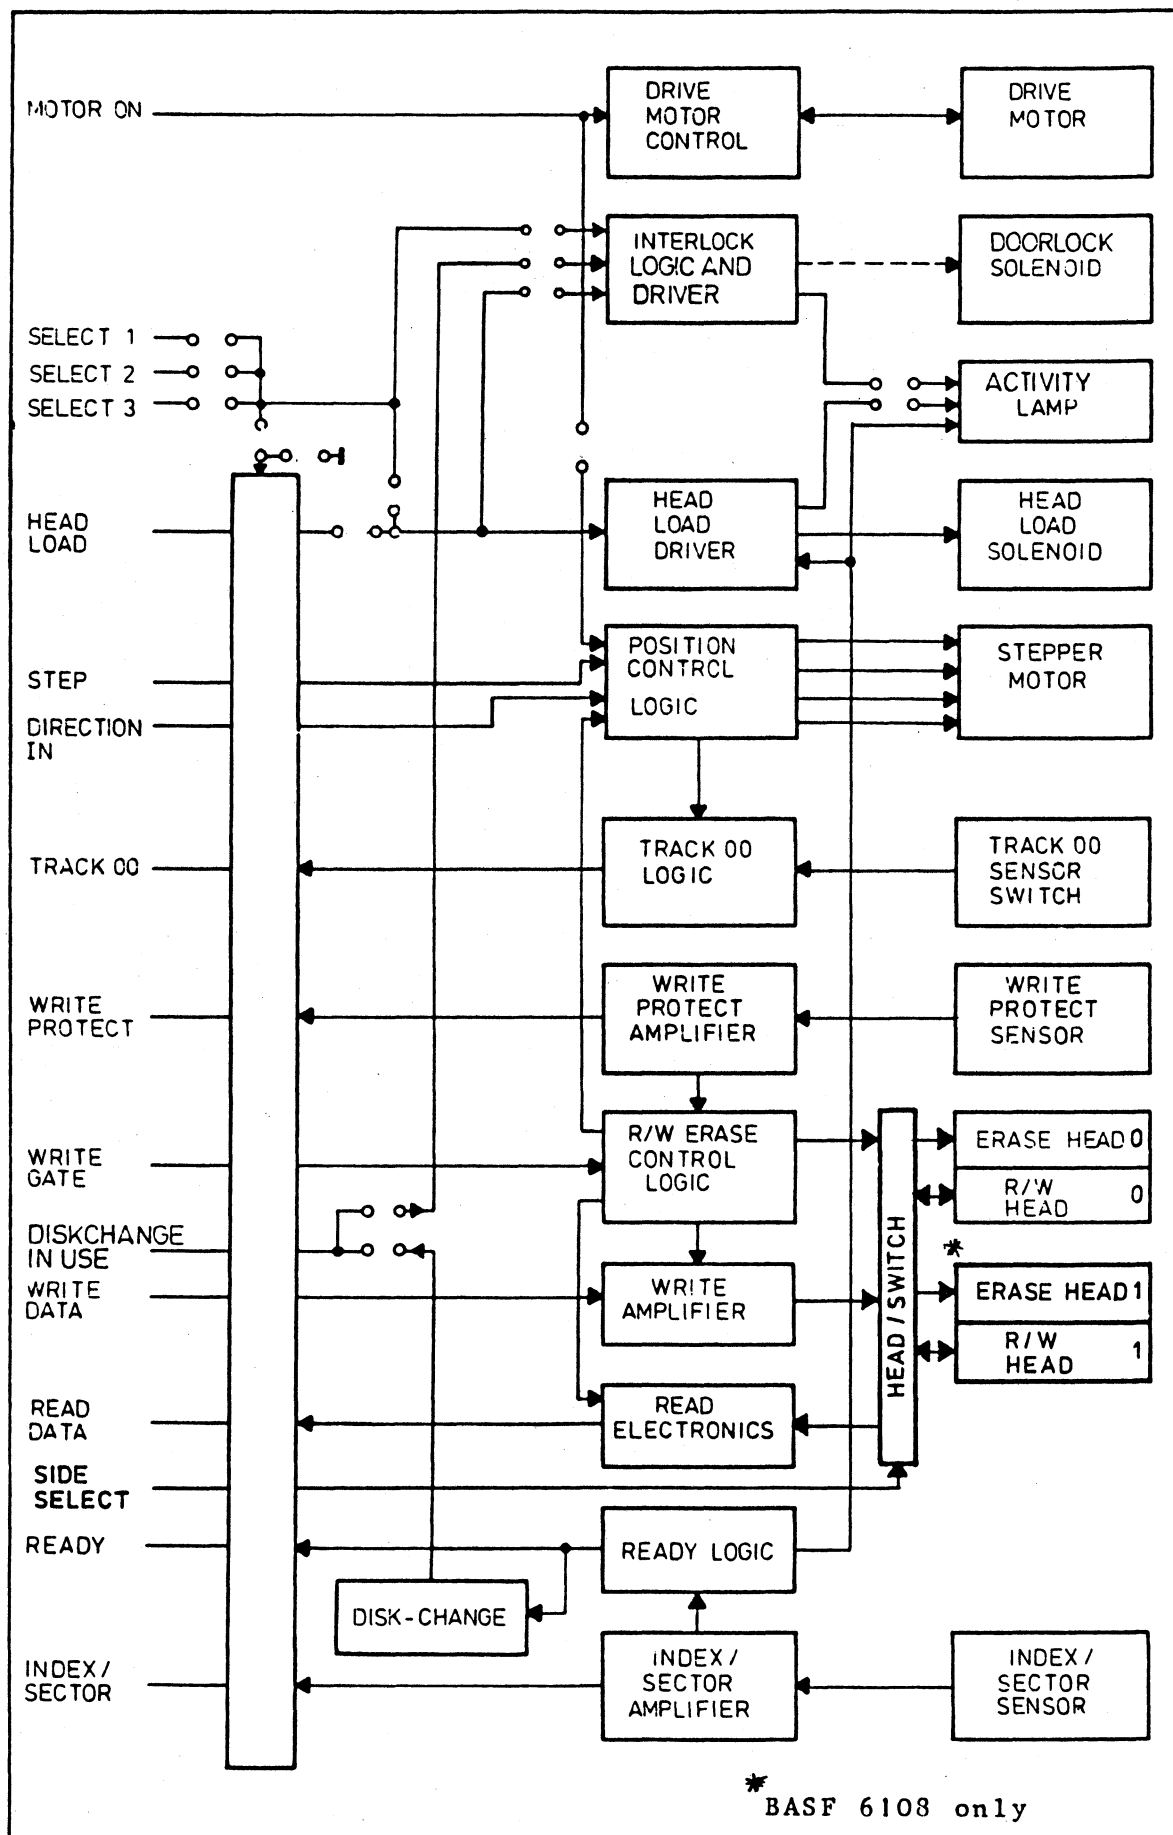 MOTOR ON
DRIVE
MOTOR
CONTROL
DRIVE
MOTOR
INTERLOCK
LOGIC AND
DRIVER
DOORLOCK
SOLENOID
SELECT 1
SELECT 2
SELECT 3
ACTIVITY
LAMP
HEAD
LOAD
HEAD
LOAD
DRIVER
HEAD
LOAD
SOLENOID
STEP
DIRECTION
IN
POSITION
CONTROL
LOGIC
STEPPER
MOTOR
TRACK 00
TRACK 00
LOGIC
TRACK 00
SENSOR
SWITCH
WRITE
PROTECT
WRITE
PROTECT
AMPLIFIER
WRITE
PROTECT
SENSOR
WRITE
GATE
R/W ERASE
CONTROL
LOGIC
HEAD / SWITCH
ERASE HEAD 0
R/W
HEAD 0
*
ERASE HEAD 1
R/W
HEAD 1
DISKCHANGE
IN USE
WRITE
DATA
WRITE
AMPLIFIER
READ
DATA
READ
ELECTRONICS
SIDE
SELECT
READY
READY LOGIC
DISK-CHANGE
INDEX /
SECTOR
INDEX /
SECTOR
AMPLIFIER
INDEX /
SECTOR
SENSOR
* BASF 6108 only